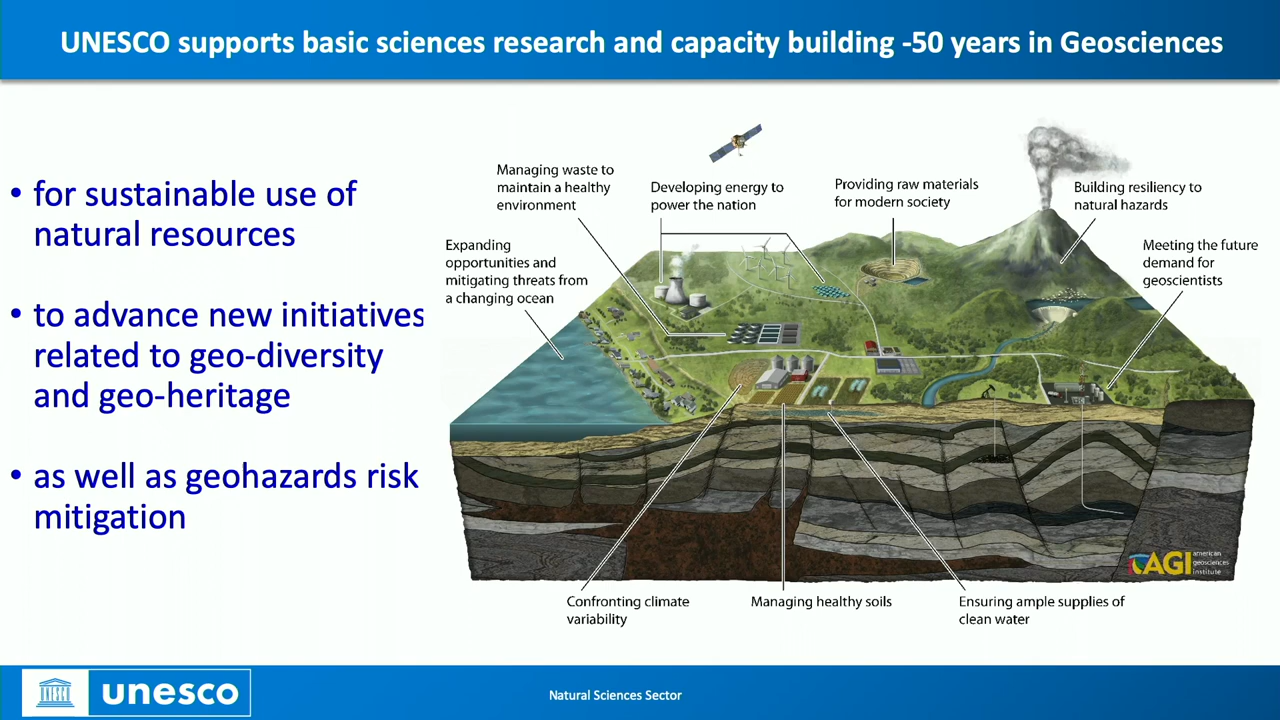 UNESCO supports basic sciences research and capacity building -50 years in Geosciences
• for sustainable use of
natural resources
• to advance new initiatives
related to geo-diversity
and geo-heritage
• as well as geohazards risk
mitigation
Managing waste to
maintain a healthy
environment
Developing energy to
power the nation
Providing raw materials
for modern society
Building resiliency to
natural hazards
Expanding
opportunities and
mitigating threats from
a changing ocean
Meeting the future
demand for
geoscientists
Confronting climate
variability
Managing healthy soils
Ensuring ample supplies of
clean water
AGI
american
geosciences
institute
unesco
Natural Sciences Sector